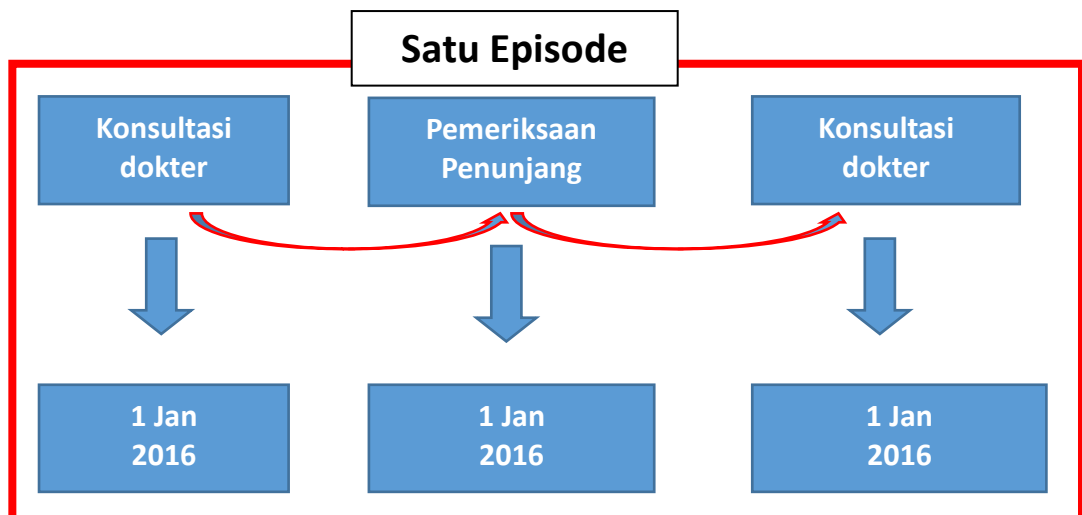 Satu Episode
Konsultasi
dokter
Pemeriksaan
Penunjang
Konsultasi
dokter
1 Jan
2016
1 Jan
2016
1 Jan
2016